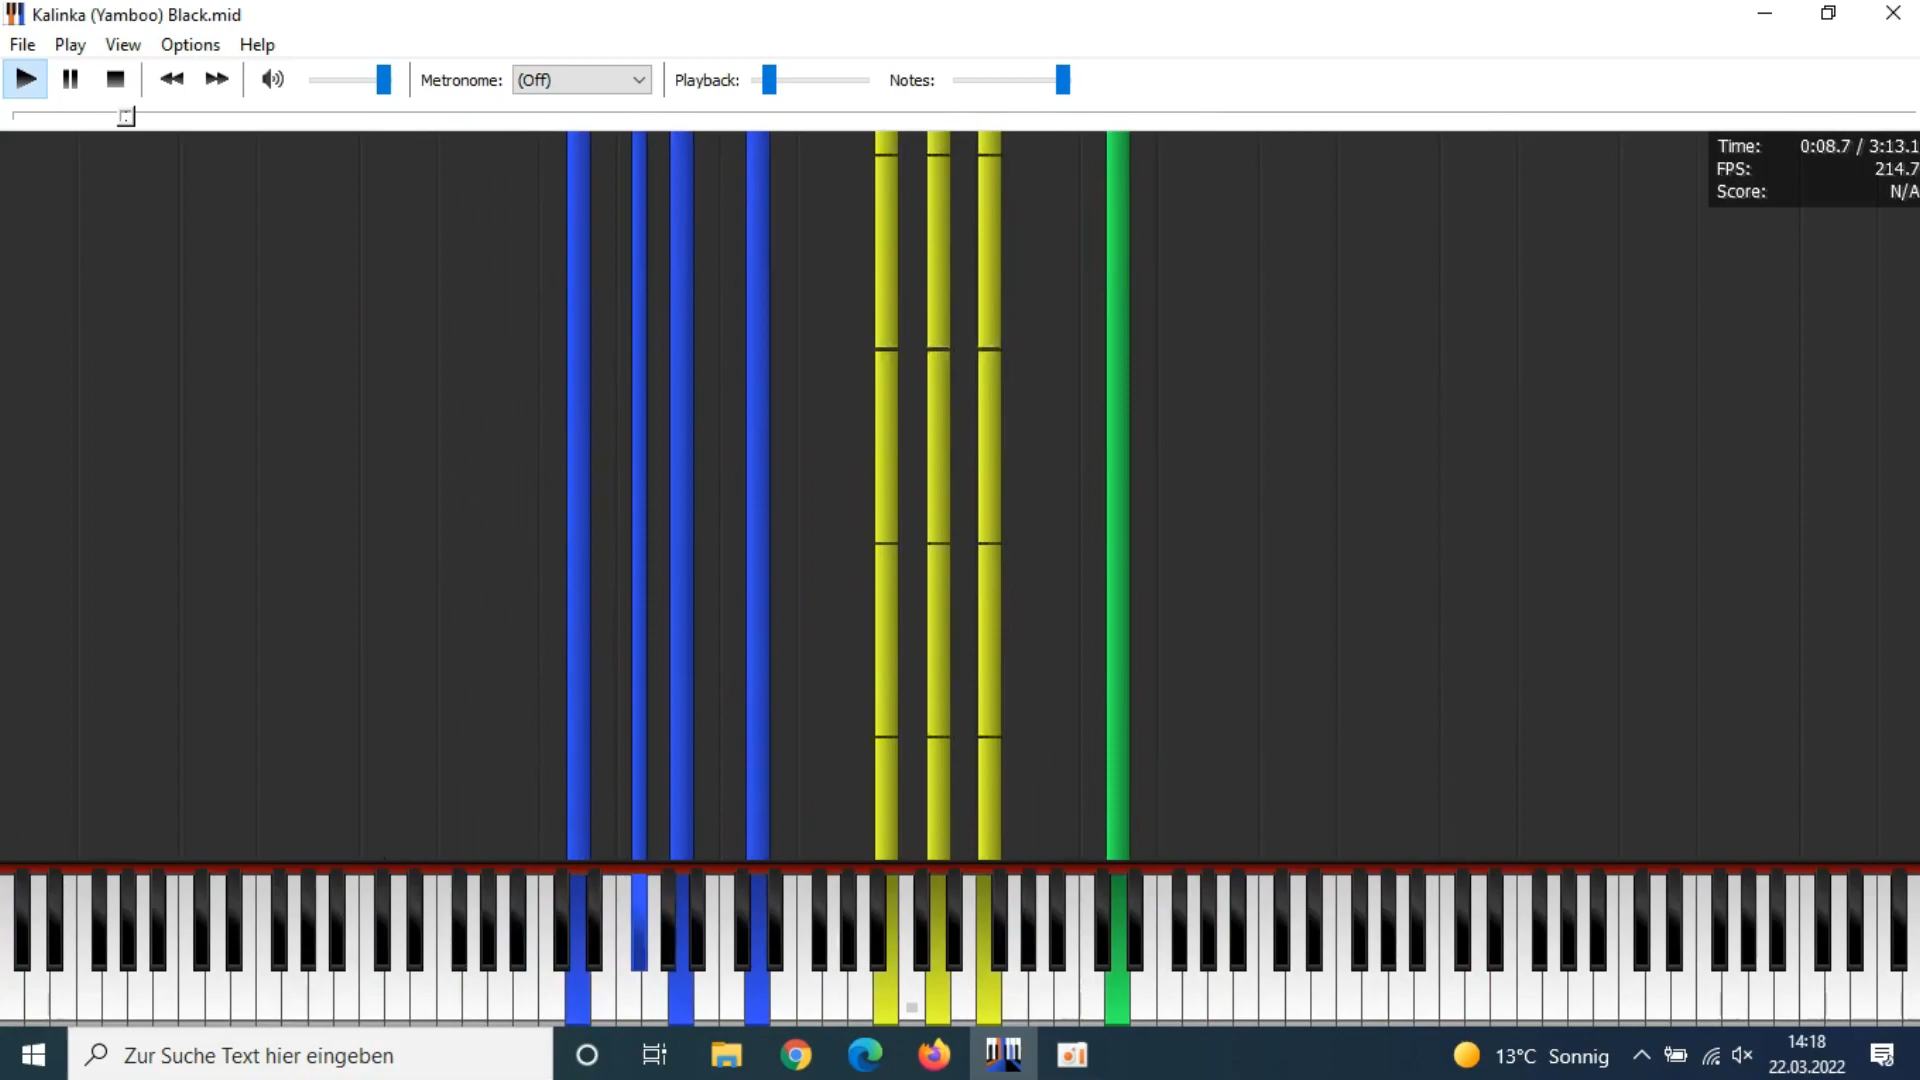 Kalinka (Yamboo) Black.mid
File Play View Options Help
Metronome: (Off) Playback: Notes:
Time: 0:08.7 / 3:13.1
FPS: 214.7
Score: N/A
Zur Suche Text hier eingeben
13°C Sonnig
14:18
22.03.2022